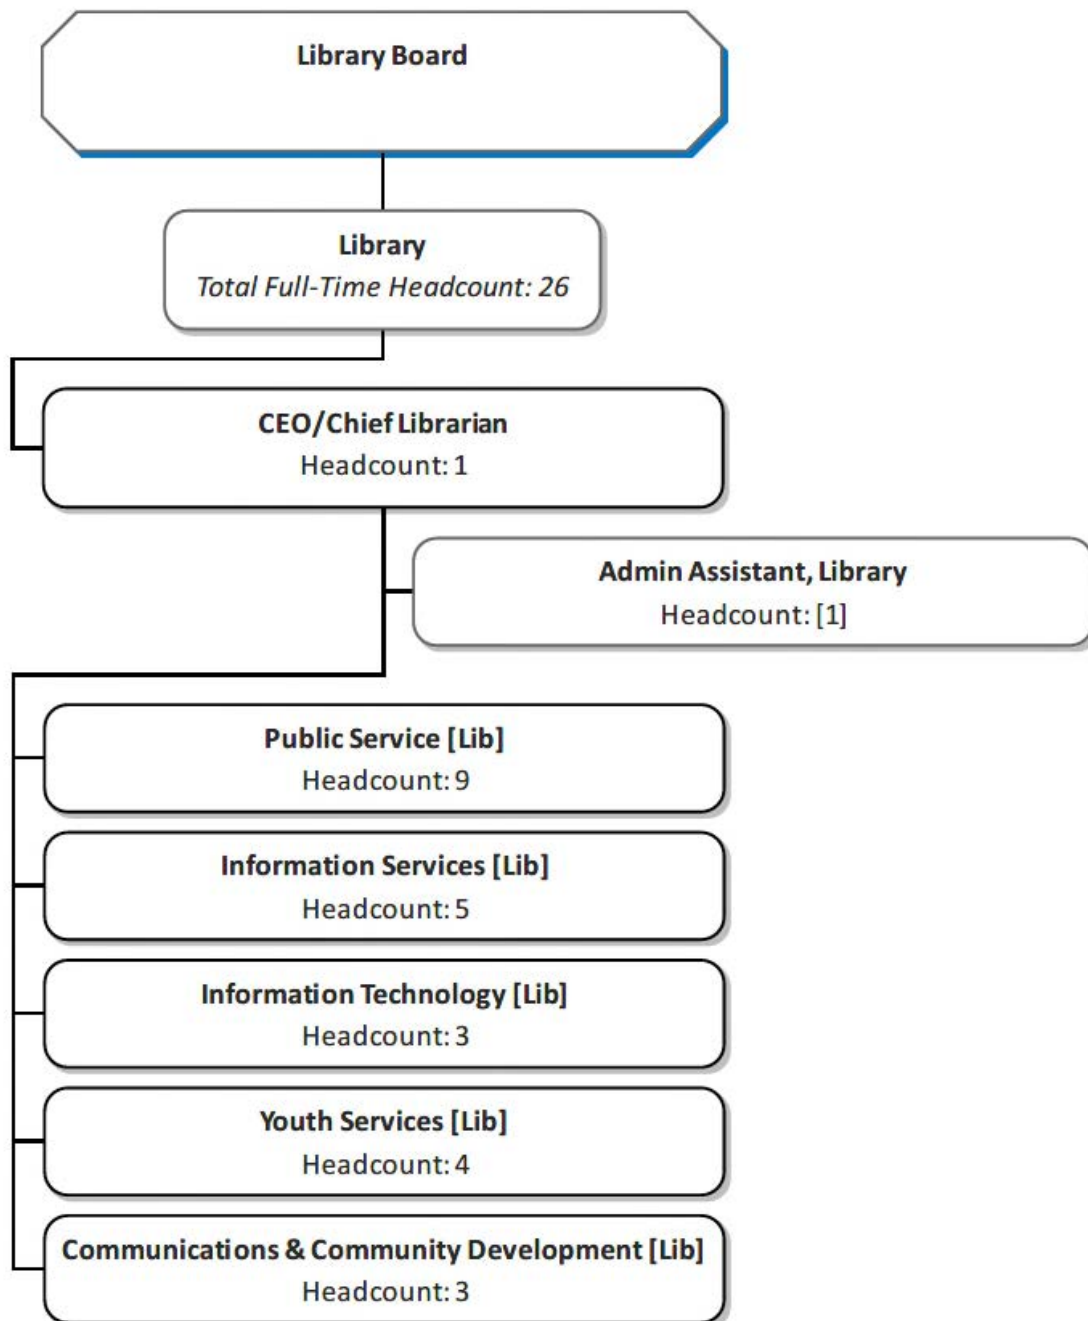 Library Board
Library
Total Full-Time Headcount: 26
CEO/Chief Librarian
Headcount: 1
Admin Assistant, Library
Headcount: [1]
Public Service [Lib]
Headcount: 9
Information Services [Lib]
Headcount: 5
Information Technology [Lib]
Headcount: 3
Youth Services [Lib]
Headcount: 4
Communications & Community Development [Lib]
Headcount: 3